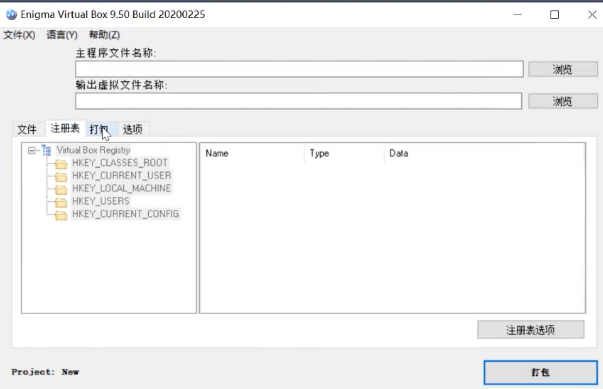 Enigma Virtual Box 9.50 Build 20200225
文件(X) 语言(Y) 帮助(Z)
主程序文件名称:
浏览
输出虚拟文件名称:
浏览
文件 注册表 打包 选项
Virtual Box Registry
HKEY_CLASSES_ROOT
HKEY_CURRENT_USER
HKEY_LOCAL_MACHINE
HKEY_USERS
HKEY_CURRENT_CONFIG
Name Type Data
注册表选项
Project: New
打包